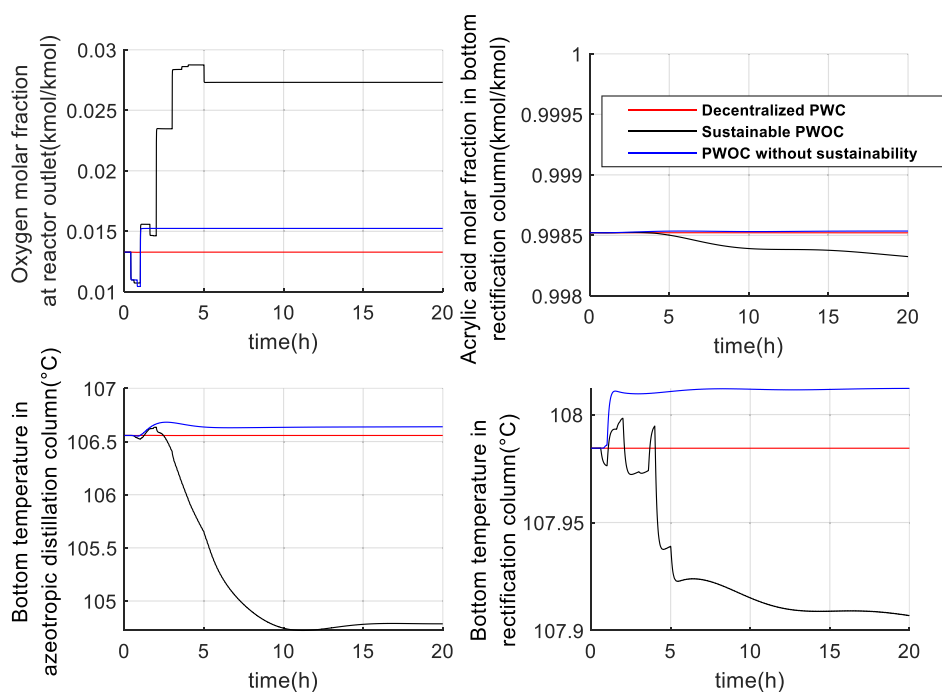 Oxygen molar fraction
at reactor outlet(kmol/kmol)
0.03
0.025
0.02
0.015
0.01
0
5
10
15
20
time(h)
Acrylic acid molar fraction in bottom
rectification column(kmol/kmol)
1
0.9995
0.999
0.9985
0.998
0
5
10
15
20
time(h)
Decentralized PWC
Sustainable PWOC
PWOC without sustainability
Bottom temperature in
azeotropic distillation column(°C)
107
106.5
106
105.5
105
0
5
10
15
20
time(h)
Bottom temperature in
rectification column(°C)
108
107.95
107.9
0
5
10
15
20
time(h)